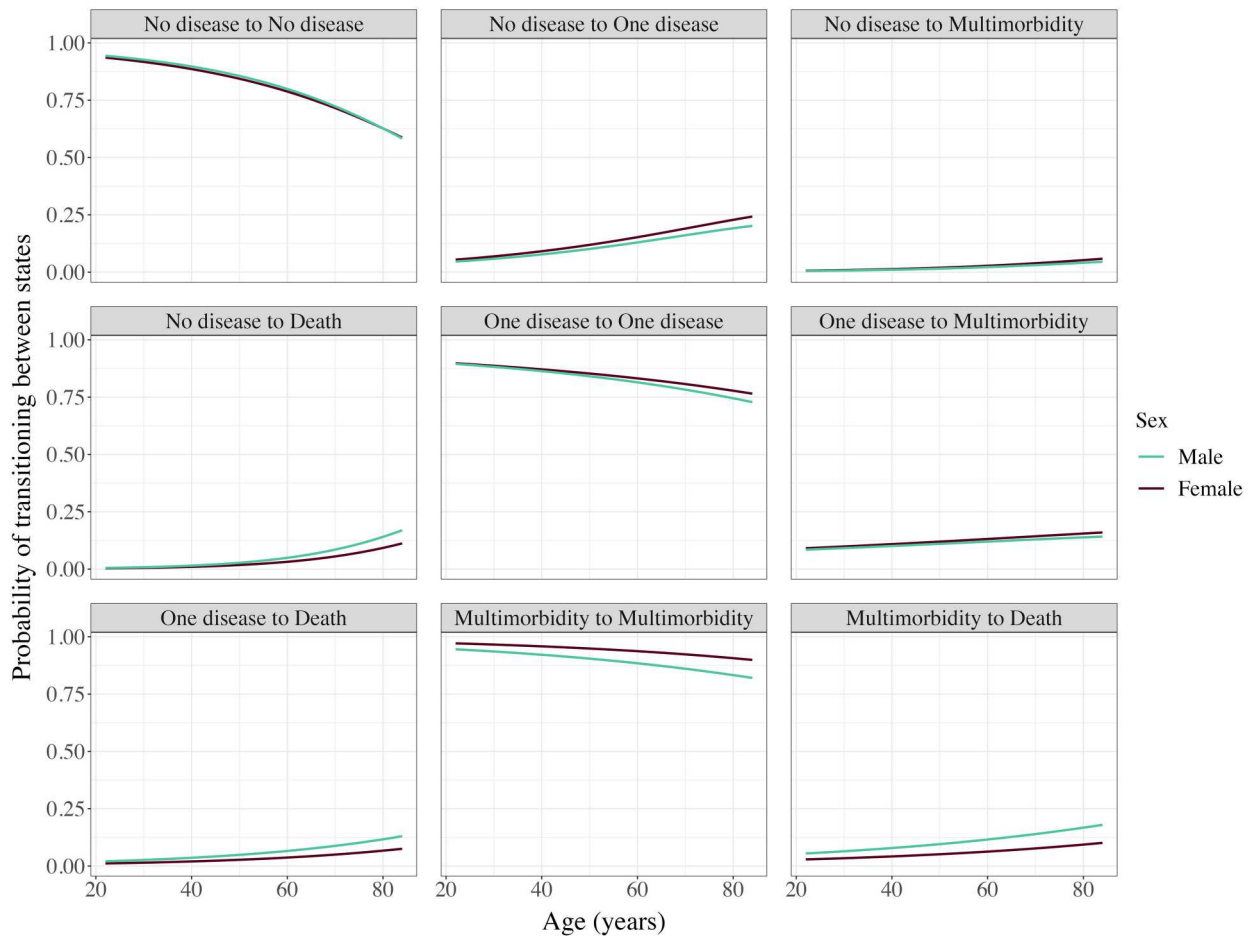 Probability of transitioning between states
No disease to No disease
No disease to One disease
No disease to Multimorbidity
1.00
0.75
0.50
0.25
0.00
No disease to Death
One disease to One disease
One disease to Multimorbidity
1.00
0.75
0.50
0.25
0.00
One disease to Death
Multimorbidity to Multimorbidity
Multimorbidity to Death
1.00
0.75
0.50
0.25
0.00
20 40 60 80
20 40 60 80
20 40 60 80
Age (years)
Sex
Male
Female